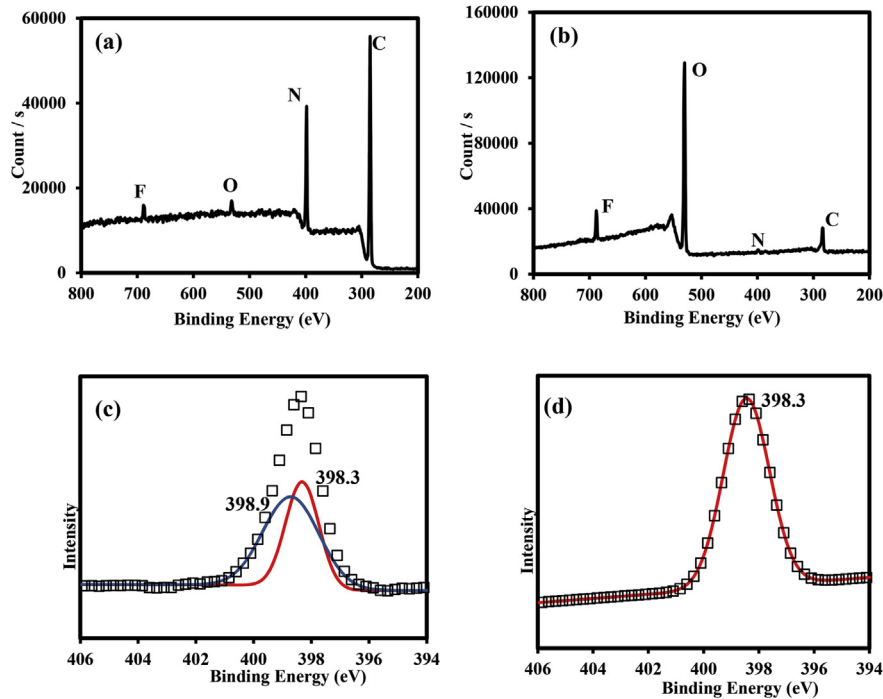 (a)
60000
40000
20000
0
Count / s
F
O
N
C
800 700 600 500 400 300 200
Binding Energy (eV)
(b)
160000
120000
80000
40000
0
Count / s
F
O
N
C
800 700 600 500 400 300 200
Binding Energy (eV)
(c)
398.9
398.3
Intensity
406 404 402 400 398 396 394
Binding Energy (eV)
(d)
398.3
Intensity
406 404 402 400 398 396 394
Binding Energy (eV)